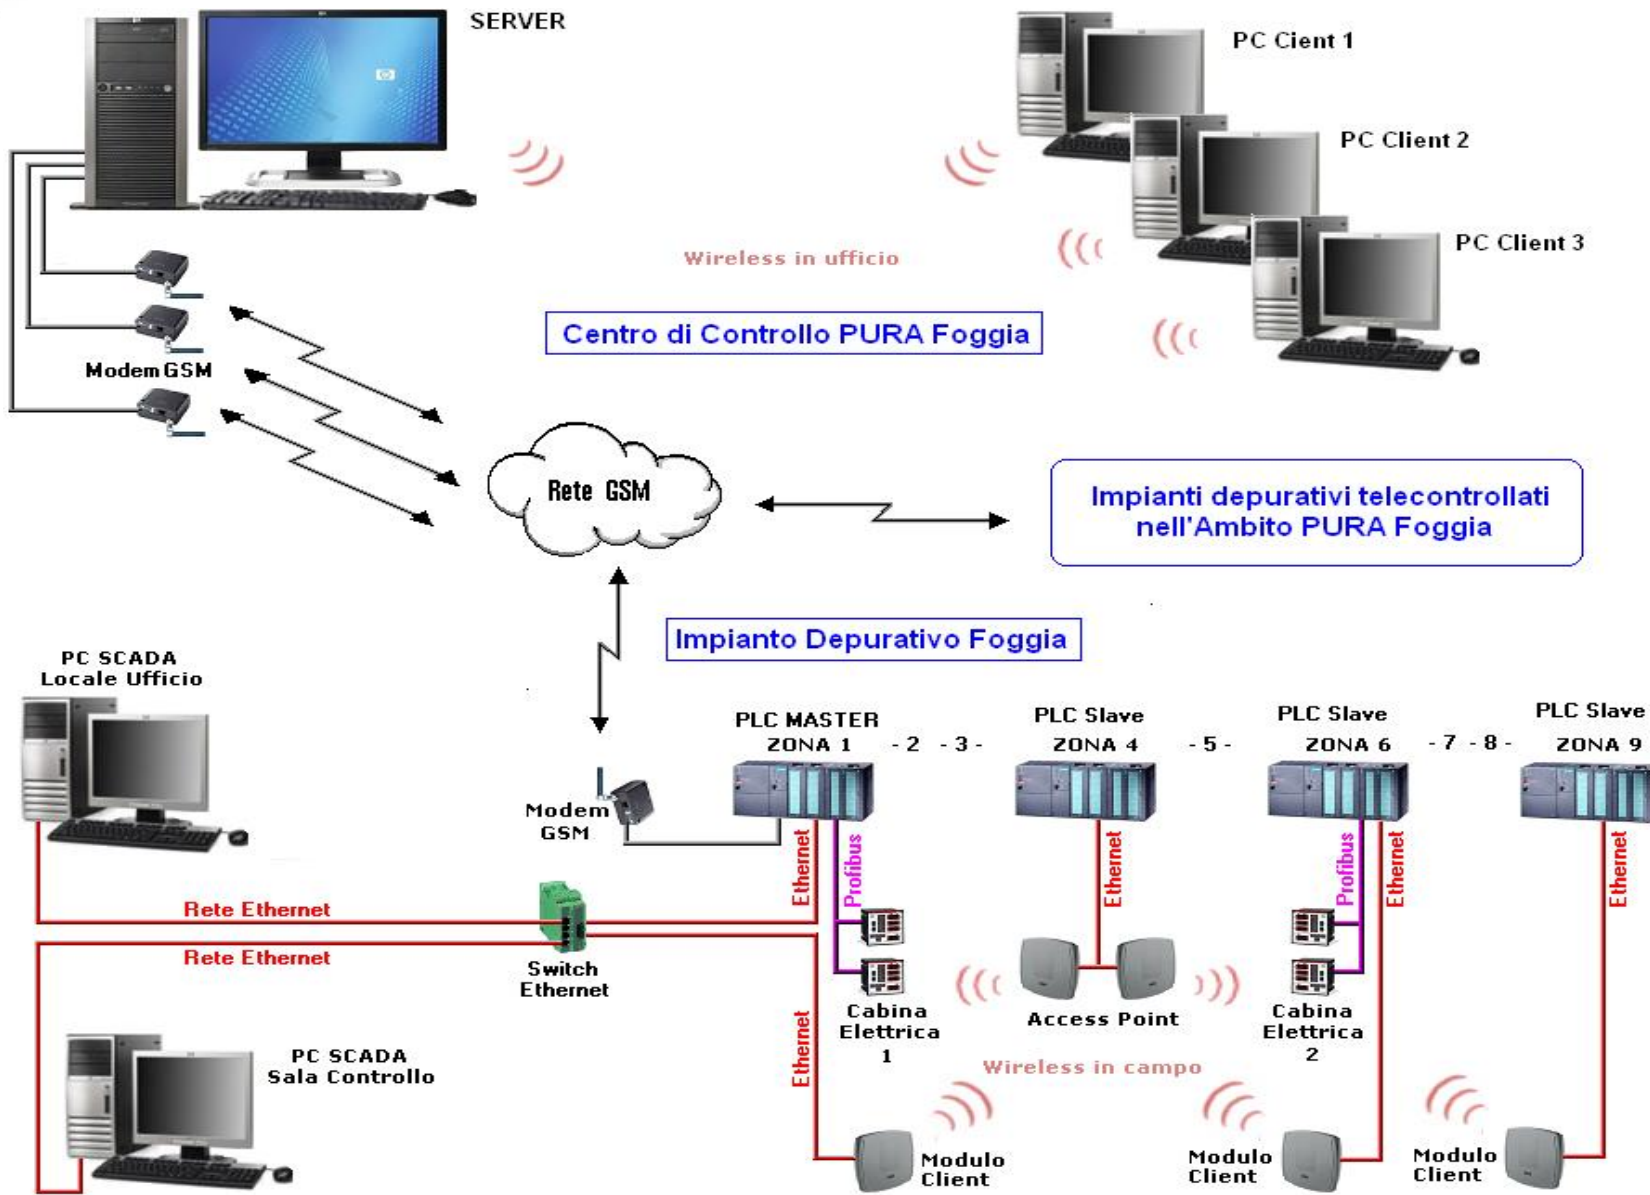 SERVER
PC Cient 1
PC Client 2
PC Client 3
Wireless in ufficio
Centro di Controllo PURA Foggia
Modem GSM
Rete GSM
Impianti depurativi telecontrollati
nell'Ambito PURA Foggia
Impianto Depurativo Foggia
PC SCADA
Locale Ufficio
PLC MASTER
ZONA 1
- 2 - 3 -
PLC Slave
ZONA 4
- 5 -
PLC Slave
ZONA 6
- 7 - 8 -
PLC Slave
ZONA 9
Modem
GSM
Ethernet
Profibus
Ethernet
Profibus
Ethernet
Ethernet
Rete Ethernet
Rete Ethernet
Switch
Ethernet
Cabina
Elettrica
1
Access Point
Cabina
Elettrica
2
Ethernet
Wireless in campo
PC SCADA
Sala Controllo
Modulo
Client
Modulo
Client
Modulo
Client